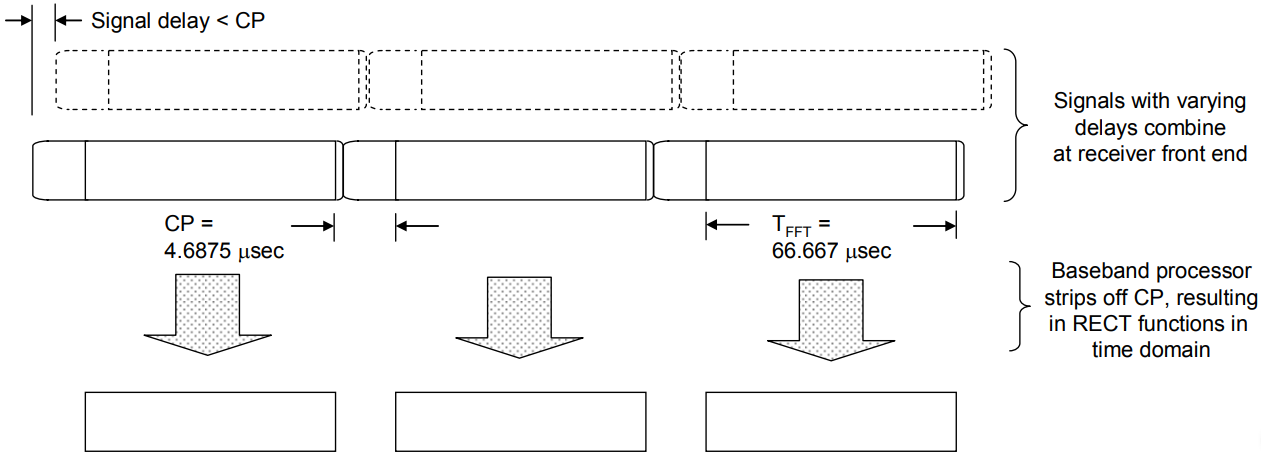 Signal delay < CP
Signals with varying
delays combine
at receiver front end
CP =
4.6875 μsec
T_FFT =
66.667 μsec
Baseband processor
strips off CP, resulting
in RECT functions in
time domain